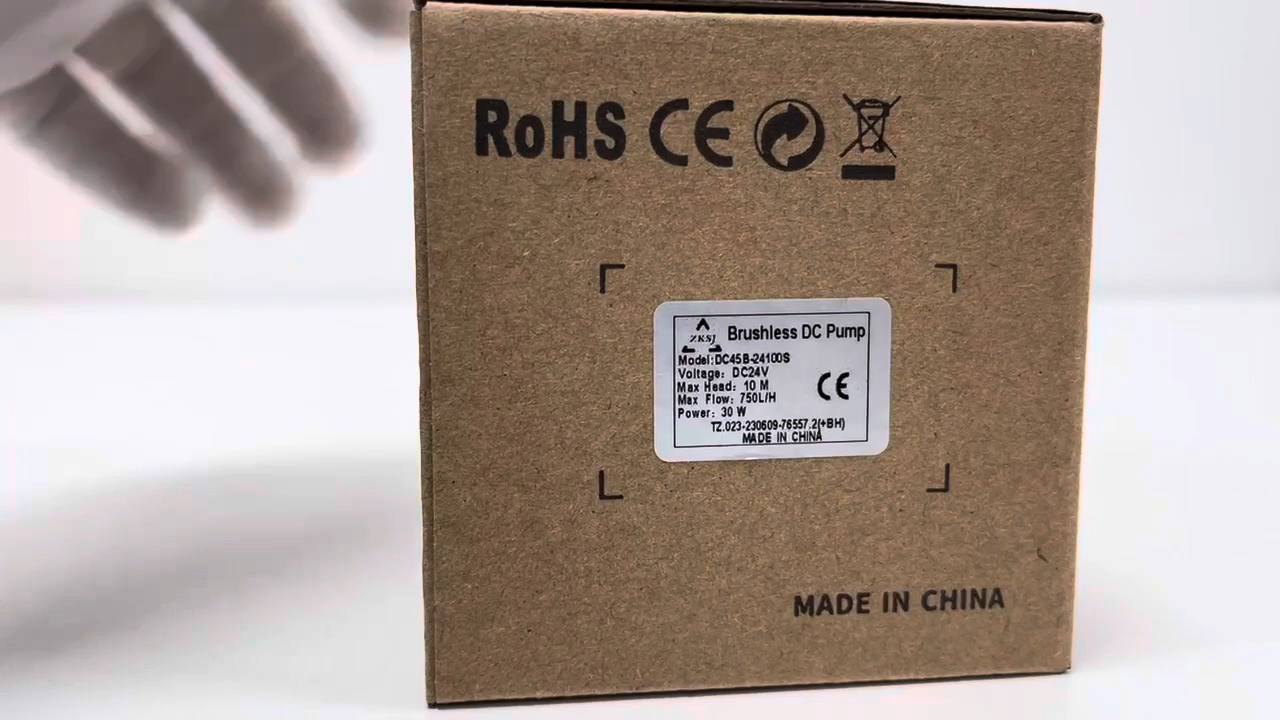 RoHS CE
ZKSJ
Brushless DC Pump
Model:DC45B-24100S
Voltage: DC24V
Max Head: 10 M
Max Flow: 750L/H
Power: 30 W
CE
TZ.023-230609-76557.2(+BH)
MADE IN CHINA
MADE IN CHINA